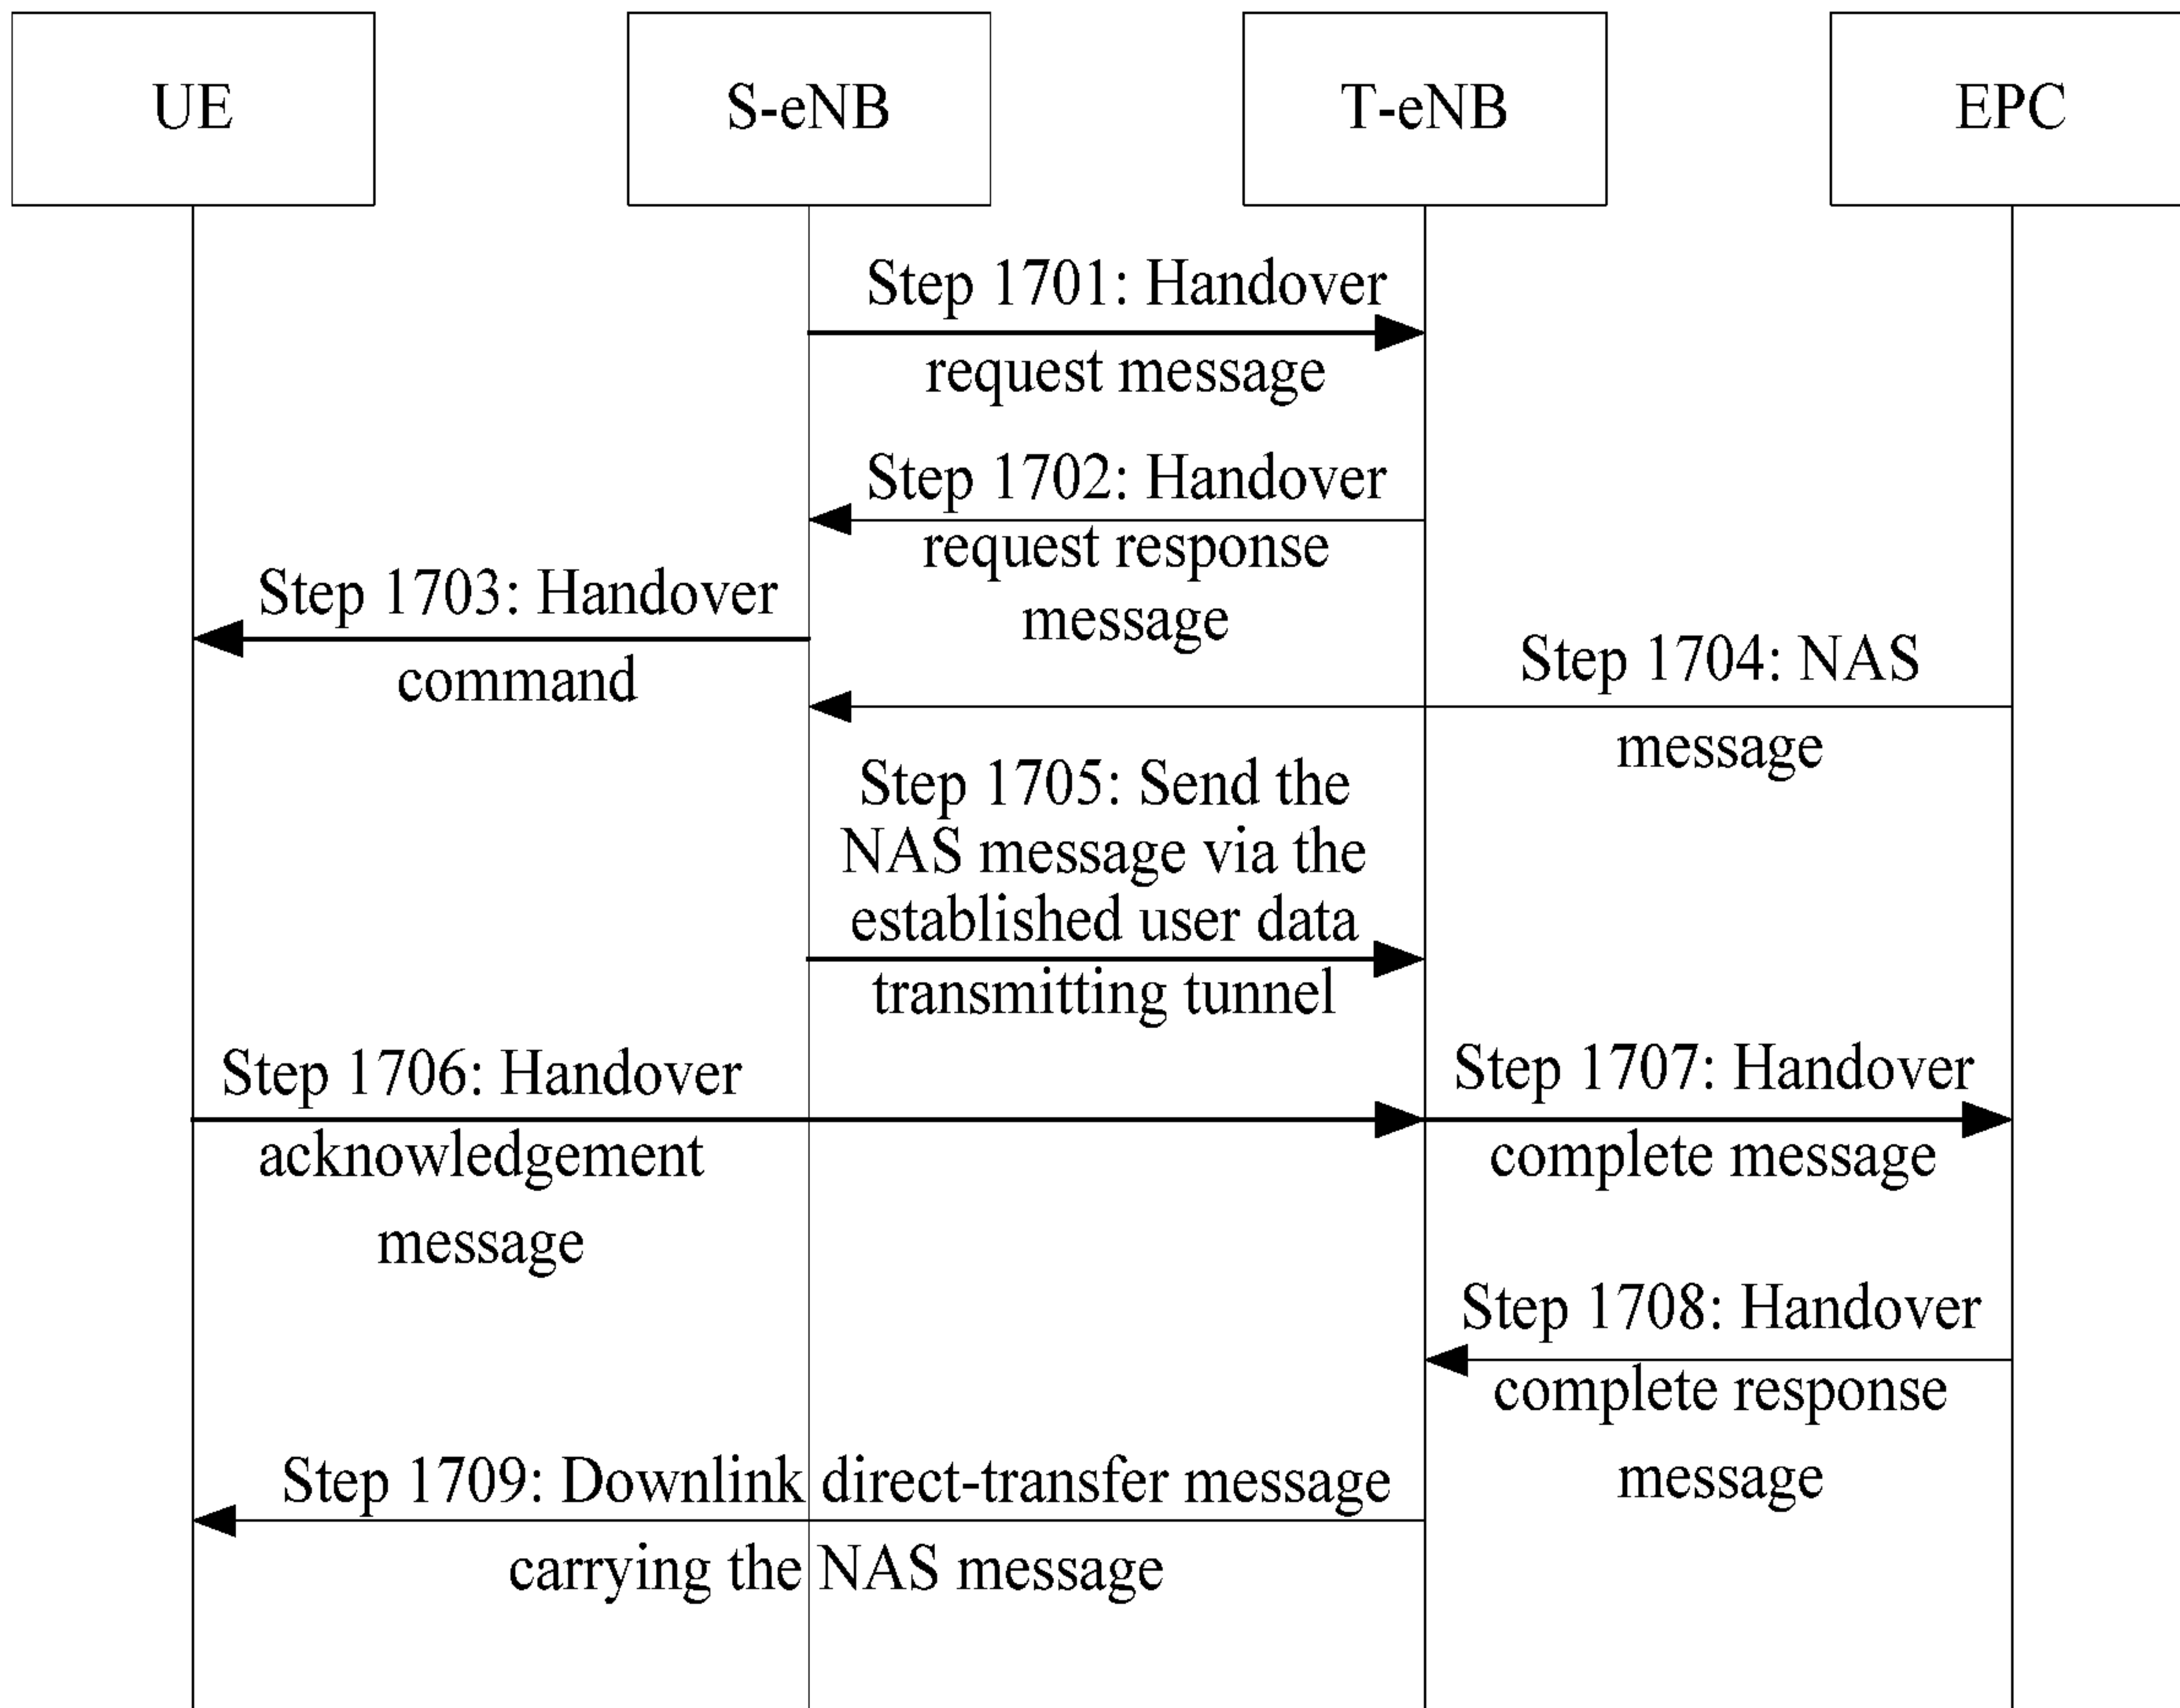 UE
S-eNB
T-eNB
EPC
Step 1701: Handover
request message
Step 1702: Handover
request response
message
Step 1703: Handover
command
Step 1704: NAS
message
Step 1705: Send the
NAS message via the
established user data
transmitting tunnel
Step 1706: Handover
acknowledgement
message
Step 1707: Handover
complete message
Step 1708: Handover
complete response
message
Step 1709: Downlink direct-transfer message
carrying the NAS message